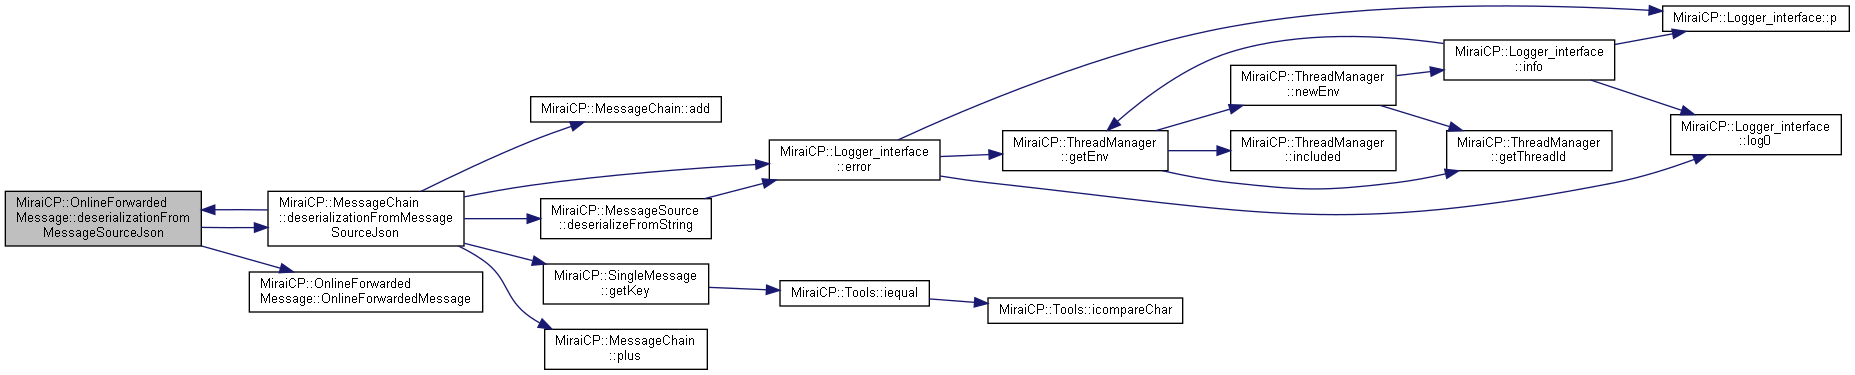 MiraiCP::OnlineForwarded
Message::deserializationFrom
MessageSourceJson
MiraiCP::MessageChain
::deserializationFromMessage
SourceJson
MiraiCP::OnlineForwarded
Message::OnlineForwardedMessage
MiraiCP::MessageChain::add
MiraiCP::MessageSource
::deserializeFromString
MiraiCP::SingleMessage
::getKey
MiraiCP::MessageChain
::plus
MiraiCP::Logger_interface
::error
MiraiCP::Tools::iequal
MiraiCP::ThreadManager
::getEnv
MiraiCP::Tools::icompareChar
MiraiCP::ThreadManager
::newEnv
MiraiCP::ThreadManager
::included
MiraiCP::Logger_interface
::info
MiraiCP::ThreadManager
::getThreadId
MiraiCP::Logger_interface::p
MiraiCP::Logger_interface
::log0